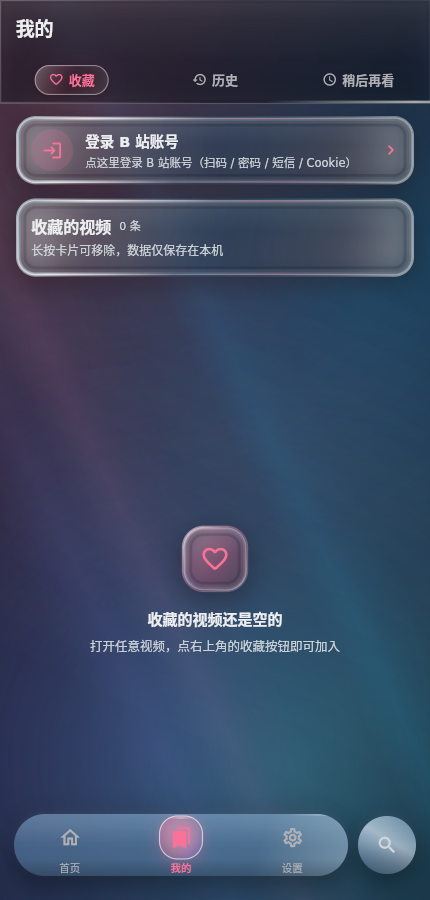 我的
收藏
历史
稍后再看
登录 B 站账号
点这里登录 B 站账号（扫码 / 密码 / 短信 / Cookie）
收藏的视频 0 条
长按卡片可移除，数据仅保存在本机
收藏的视频还是空的
打开任意视频，点右上角的收藏按钮即可加入
首页
我的
设置